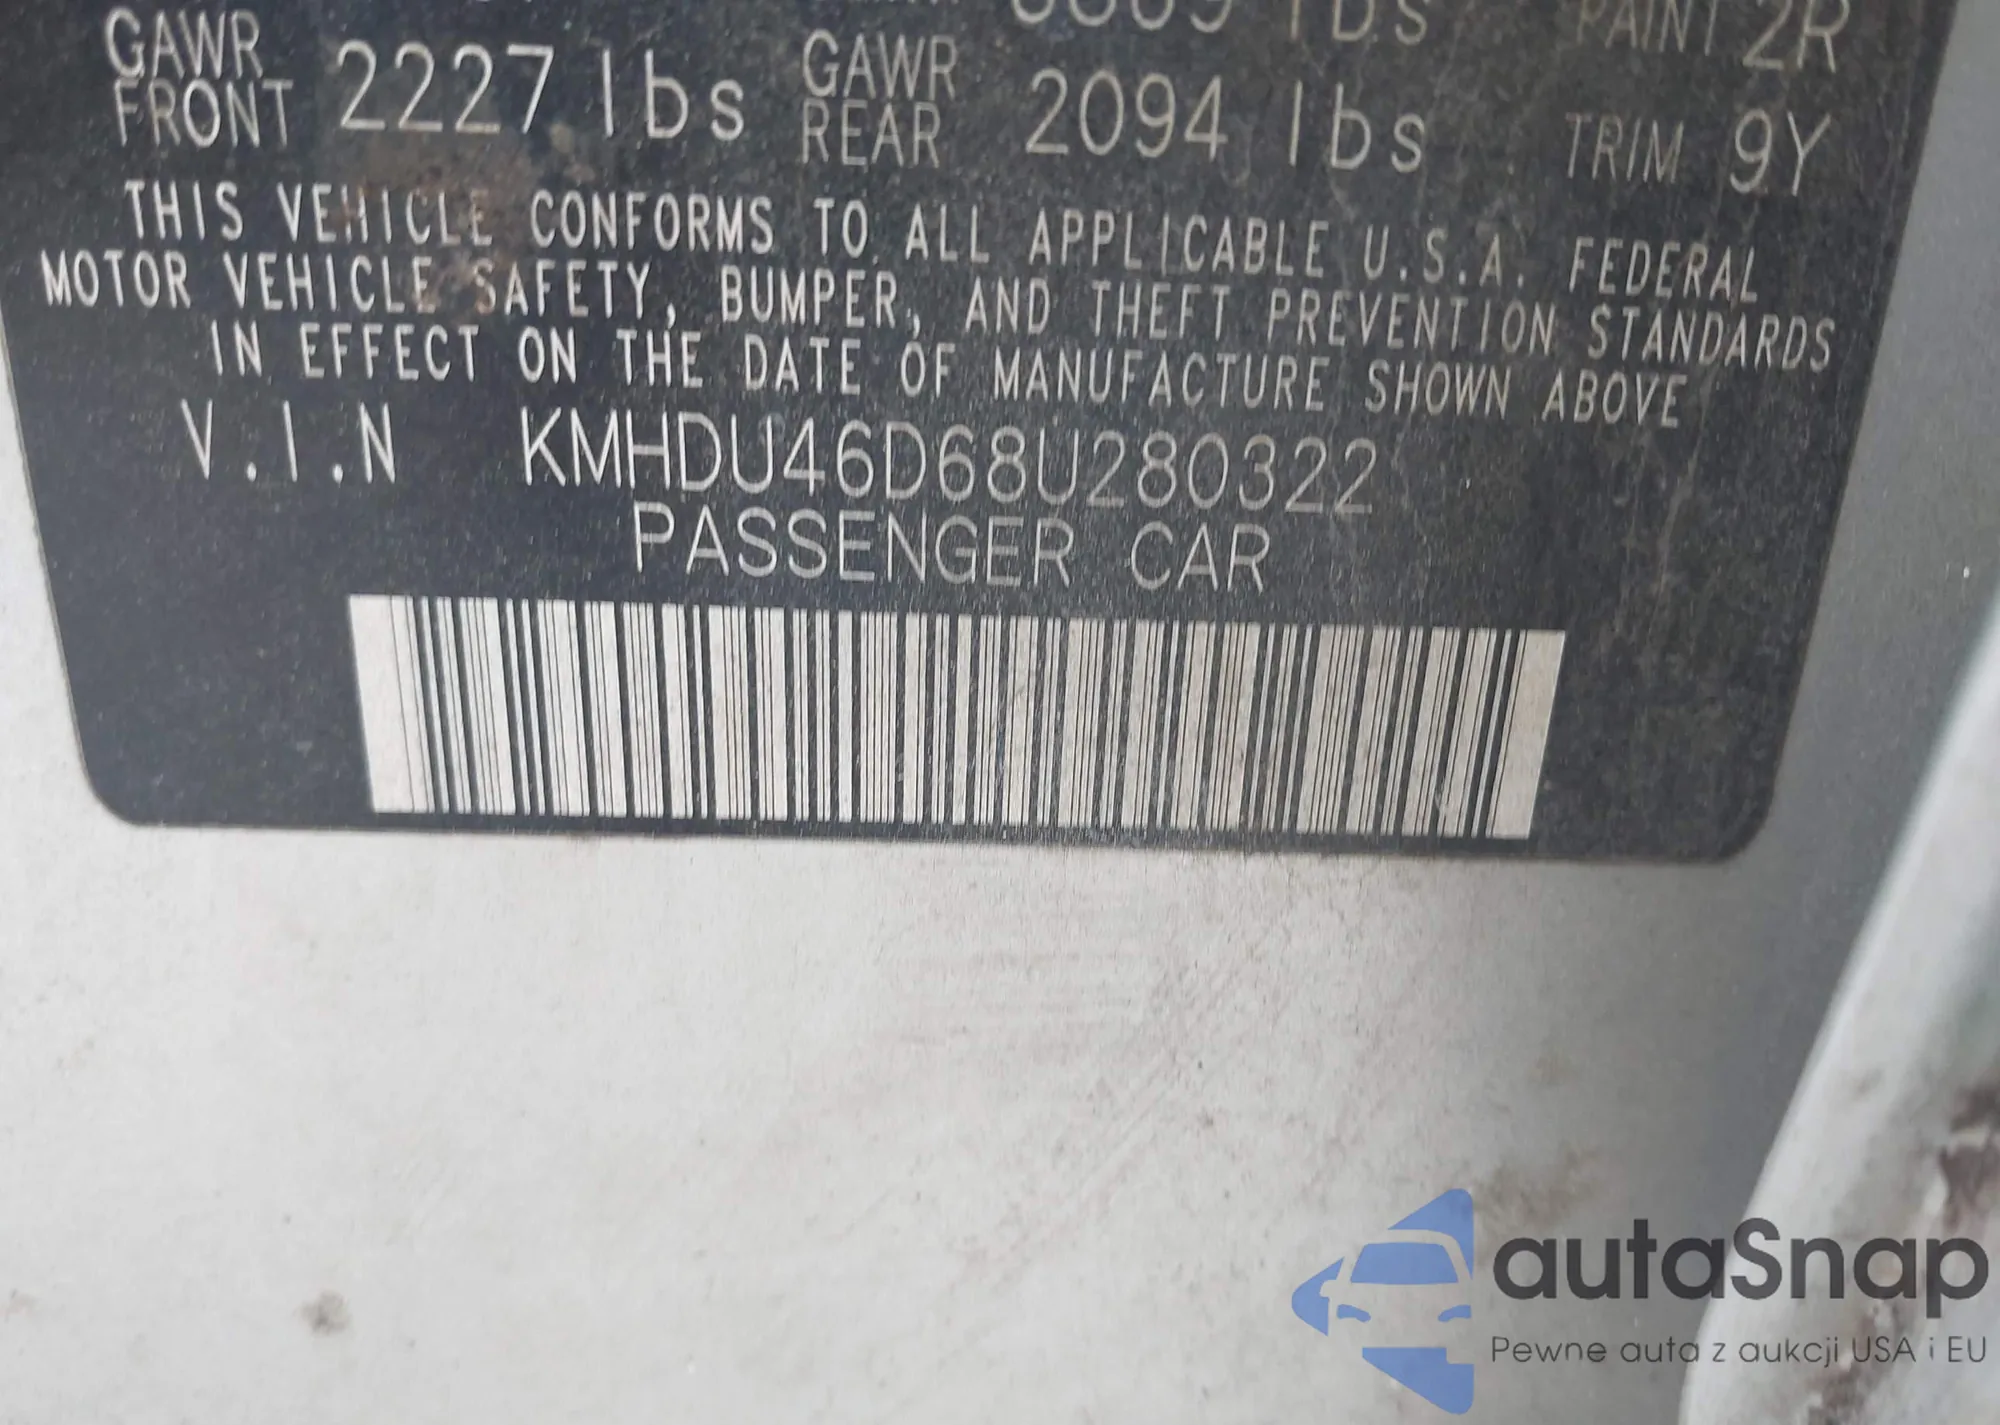 GAWR FRONT 2227 lbs GAWR REAR 2094 lbs TRIM 9Y
PAINT 2R
THIS VEHICLE CONFORMS TO ALL APPLICABLE U.S.A. FEDERAL
MOTOR VEHICLE SAFETY, BUMPER, AND THEFT PREVENTION STANDARDS
IN EFFECT ON THE DATE OF MANUFACTURE SHOWN ABOVE
V.I.N KMHDU46D68U280322
PASSENGER CAR
autaSnap
Pewne auta z aukcji USA i EU